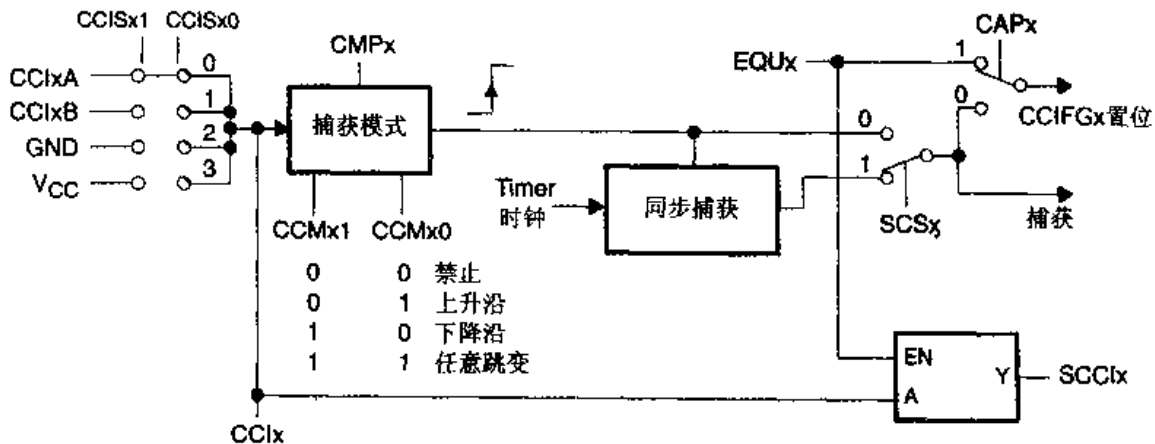 CCISx1 CCISx0
CCIxA
CCIxB
GND
VCC
0
1
2
3
CMPx
捕获模式
CCMx1 CCMx0
0 0 禁止
0 1 上升沿
1 0 下降沿
1 1 任意跳变
CCIx
Timer
时钟
同步捕获
EQUx
CAPx
1
0
CCIFGx置位
0
1
SCSx
捕获
EN
A
Y
SCCIx